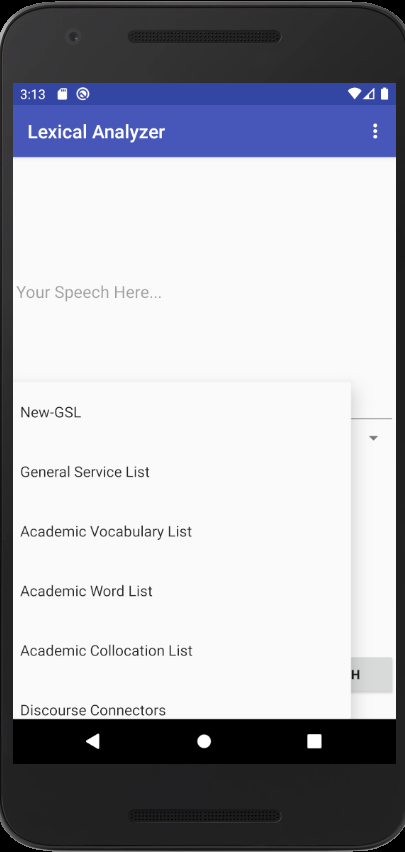 3:13
Lexical Analyzer
Your Speech Here...
New-GSL
General Service List
Academic Vocabulary List
Academic Word List
Academic Collocation List
H
Discourse Connectors